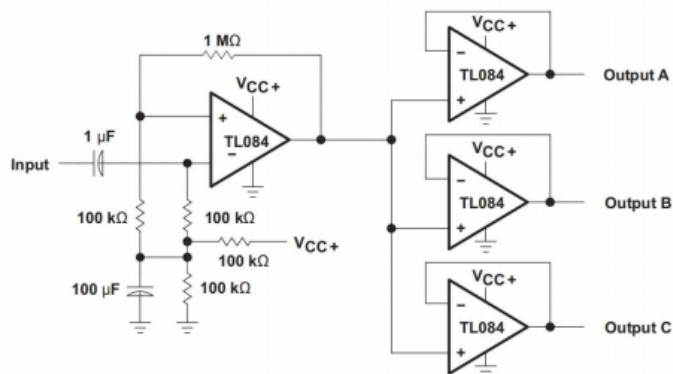 1 MΩ
VCC+
+
TL084
−
1 µF
Input
100 kΩ
100 kΩ
VCC+
100 kΩ
100 µF
100 kΩ
VCC+
−
TL084
+
Output A
VCC+
−
TL084
+
Output B
VCC+
−
TL084
+
Output C